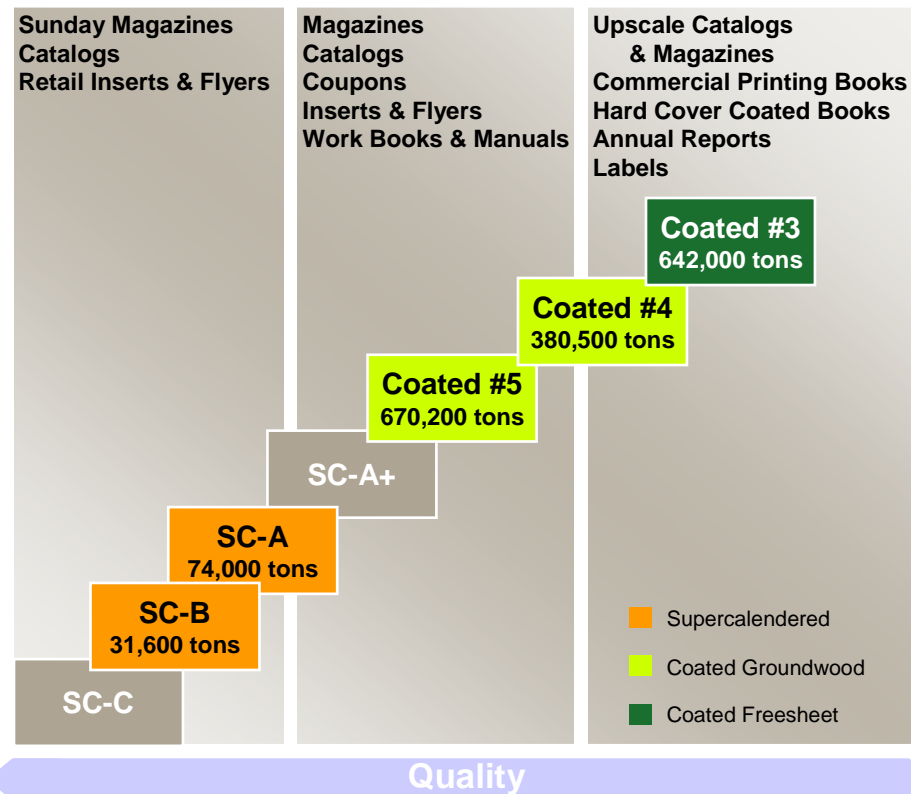 Sunday Magazines
Catalogs
Retail Inserts & Flyers
Magazines
Catalogs
Coupons
Inserts & Flyers
Work Books & Manuals
Upscale Catalogs
& Magazines
Commercial Printing Books
Hard Cover Coated Books
Annual Reports
Labels
Coated #3
642,000 tons
Coated #4
380,500 tons
Coated #5
670,200 tons
SC-A+
SC-A
74,000 tons
SC-B
31,600 tons
SC-C
Supercalendered
Coated Groundwood
Coated Freesheet
Quality